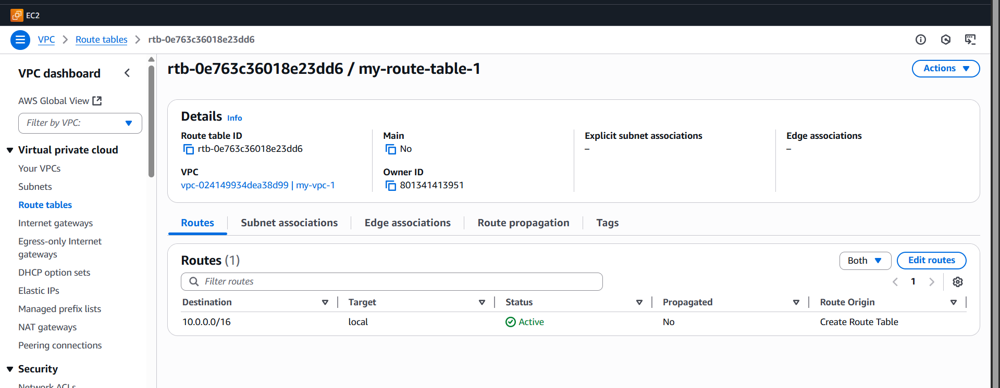 EC2
VPC > Route tables > rtb-0e763c36018e23dd6
VPC dashboard
AWS Global View
Filter by VPC:
Virtual private cloud
Your VPCs
Subnets
Route tables
Internet gateways
Egress-only Internet
gateways
DHCP option sets
Elastic IPs
Managed prefix lists
NAT gateways
Peering connections
Security
Network ACLs
rtb-0e763c36018e23dd6 / my-route-table-1
Actions
Details Info
Route table ID
rtb-0e763c36018e23dd6
Main
No
Explicit subnet associations
–
Edge associations
–
VPC
vpc-024149934dea38d99 | my-vpc-1
Owner ID
801341413951
Routes Subnet associations Edge associations Route propagation Tags
Routes (1)
Both Edit routes
Filter routes
1
Destination Target Status Propagated Route Origin
10.0.0.0/16 local Active No Create Route Table